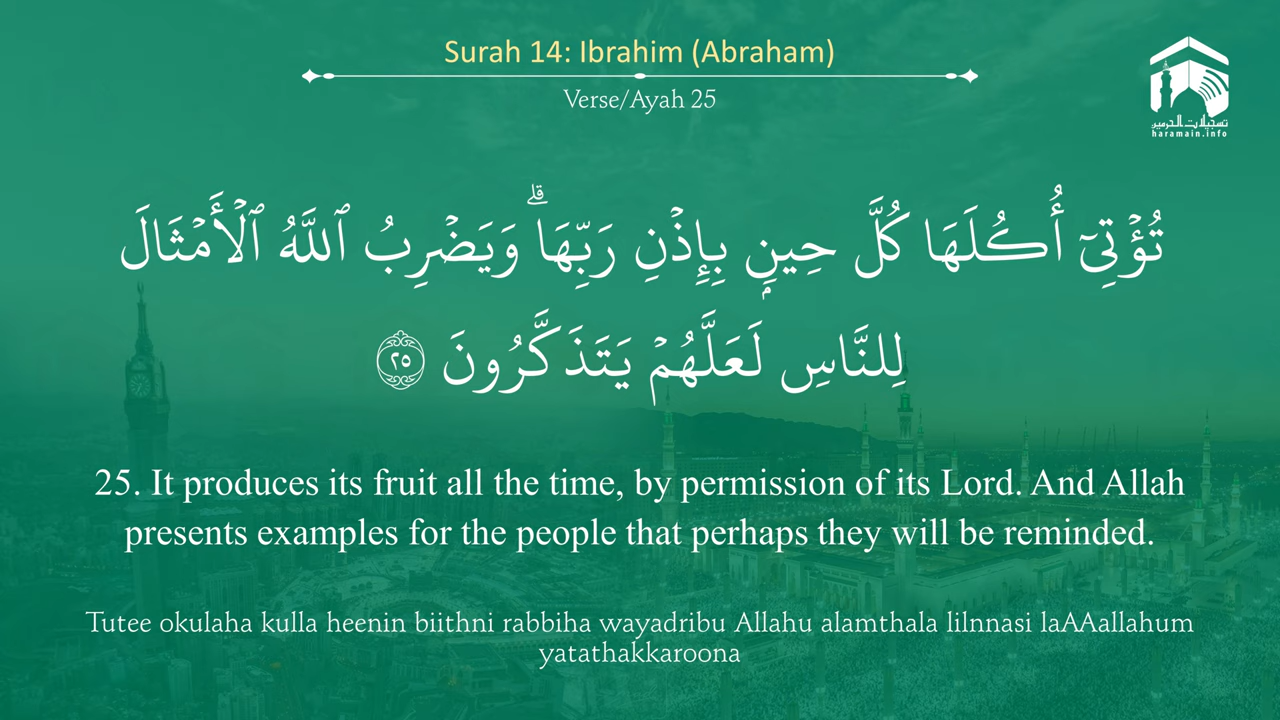 Surah 14: Ibrahim (Abraham)
Verse/Ayah 25
تسجيلات الحرمين
haramain.info
تُؤْتِىٓ أُكُلَهَا كُلَّ حِينٍۭ بِإِذْنِ رَبِّهَا ۗ وَيَضْرِبُ ٱللَّهُ ٱلْأَمْثَالَ
لِلنَّاسِ لَعَلَّهُمْ يَتَذَكَّرُونَ ٢٥
25. It produces its fruit all the time, by permission of its Lord. And Allah
presents examples for the people that perhaps they will be reminded.
Tutee okulaha kulla heenin biithni rabbiha wayadribu Allahu alamthala lilnnasi laAAallahum
yatathakkaroona